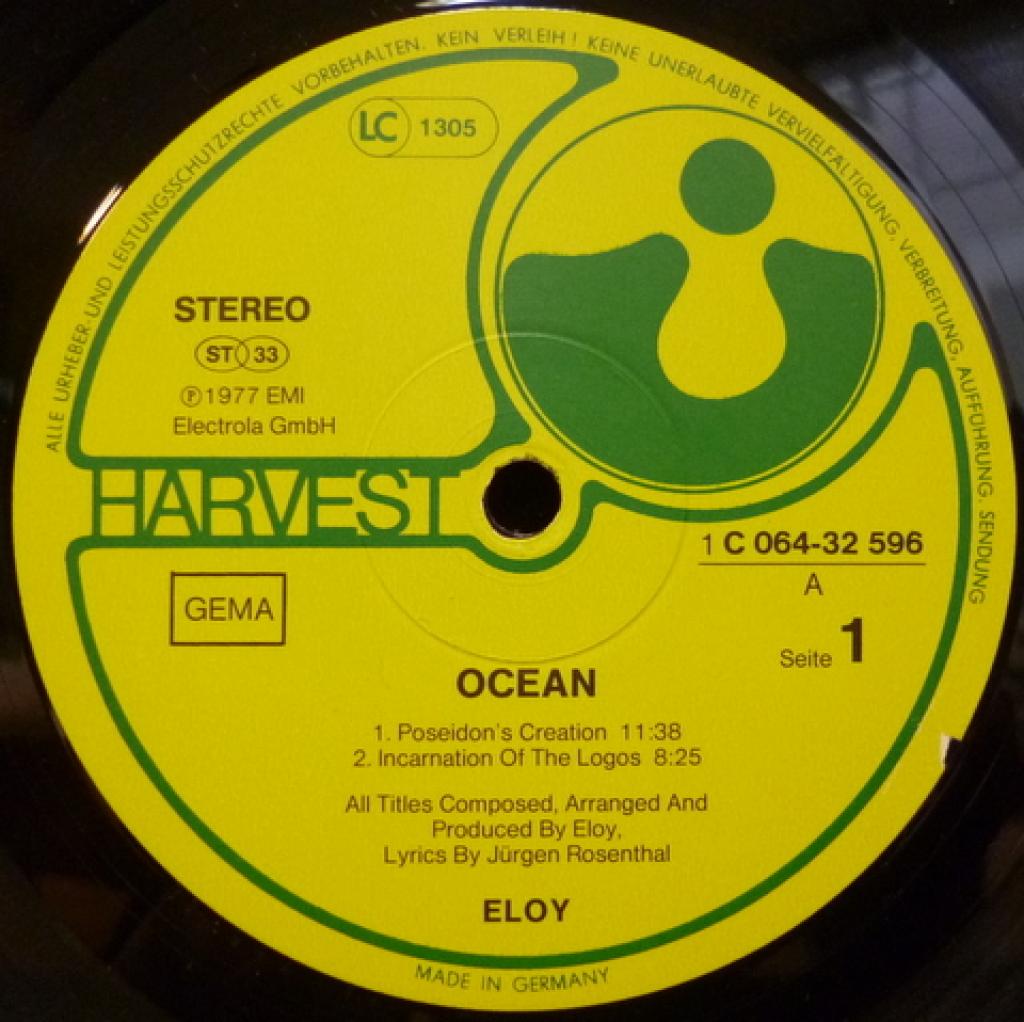 ALLE URHEBER-UND LEISTUNGSSCHUTZRECHTE VORBEHALTEN. KEIN VERLEIH! KEINE UNERLAUBTE VERVIELFÄLTIGUNG, VERBREITUNG, AUFFÜHRUNG. SENDUNG
LC 1305
STEREO
ST 33
Ⓟ1977 EMI
Electrola GmbH
HARVEST
1 C 064-32 596
A
GEMA
Seite 1
OCEAN
1. Poseidon's Creation 11:38
2. Incarnation Of The Logos 8:25
All Titles Composed, Arranged And
Produced By Eloy,
Lyrics By Jürgen Rosenthal
ELOY
MADE IN GERMANY